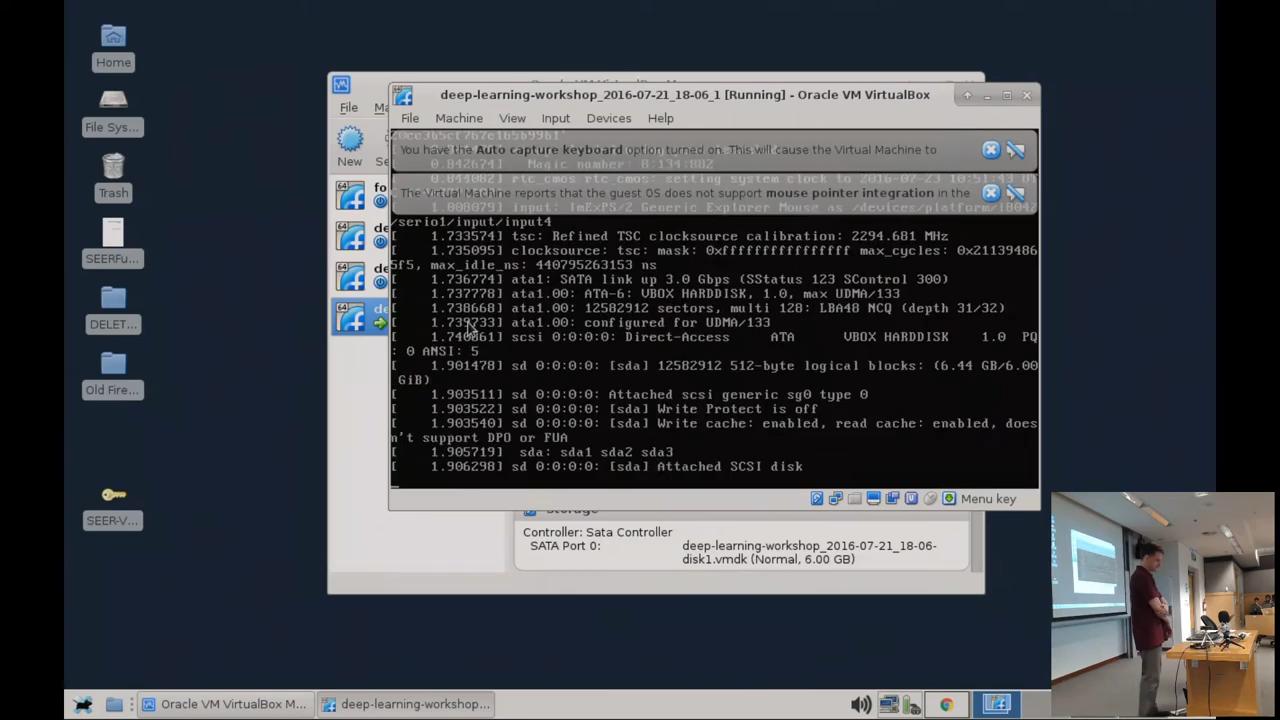 Home
File Sys...
Trash
SEERFu...
DELET...
Old Fire...
SEER-V...
File
New
deep-learning-workshop_2016-07-21_18-06_1 [Running] - Oracle VM VirtualBox
File Machine View Input Devices Help
You have the Auto capture keyboard option turned on. This will cause the Virtual Machine to
The Virtual Machine reports that the guest OS does not support mouse pointer integration in the
/serio1/input/input4
[ 1.733574] tsc: Refined TSC clocksource calibration: 2294.681 MHz
[ 1.735095] clocksource: tsc: mask: 0xffffffffffffffff max_cycles: 0x21139486
5f5, max_idle_ns: 440795263153 ns
[ 1.736774] ata1: SATA link up 3.0 Gbps (SStatus 123 SControl 300)
[ 1.737778] ata1.00: ATA-6: VBOX HARDDISK, 1.0, max UDMA/133
[ 1.738668] ata1.00: 12582912 sectors, multi 128: LBA48 NCQ (depth 31/32)
[ 1.739733] ata1.00: configured for UDMA/133
[ 1.740861] scsi 0:0:0:0: Direct-Access ATA VBOX HARDDISK 1.0 PQ
: 0 ANSI: 5
[ 1.901478] sd 0:0:0:0: [sda] 12582912 512-byte logical blocks: (6.44 GB/6.00
GiB)
[ 1.903511] sd 0:0:0:0: Attached scsi generic sg0 type 0
[ 1.903522] sd 0:0:0:0: [sda] Write Protect is off
[ 1.903540] sd 0:0:0:0: [sda] Write cache: enabled, read cache: enabled, does
n't support DPO or FUA
[ 1.905719] sda: sda1 sda2 sda3
[ 1.906298] sd 0:0:0:0: [sda] Attached SCSI disk
Menu key
Storage
Controller: Sata Controller
SATA Port 0: deep-learning-workshop_2016-07-21_18-06-
disk1.vmdk (Normal, 6.00 GB)
Oracle VM VirtualBox M...
deep-learning-workshop...